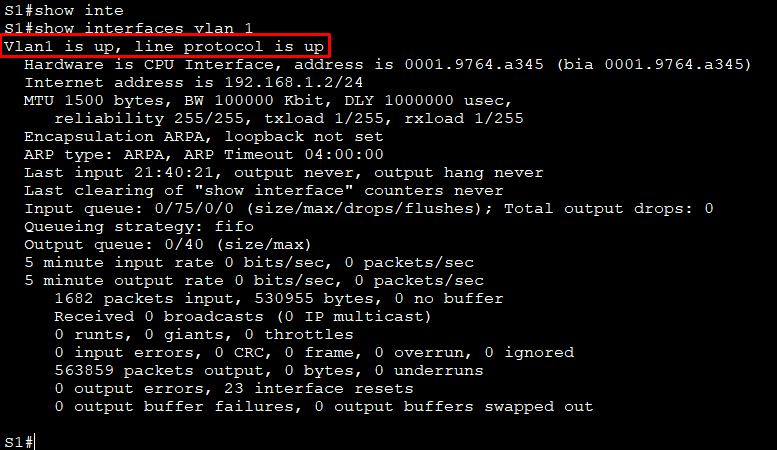 S1#show inte
S1#show interfaces vlan 1
Vlan1 is up, line protocol is up
Hardware is CPU Interface, address is 0001.9764.a345 (bia 0001.9764.a345)
Internet address is 192.168.1.2/24
MTU 1500 bytes, BW 100000 Kbit, DLY 1000000 usec,
reliability 255/255, txload 1/255, rxload 1/255
Encapsulation ARPA, loopback not set
ARP type: ARPA, ARP Timeout 04:00:00
Last input 21:40:21, output never, output hang never
Last clearing of "show interface" counters never
Input queue: 0/75/0/0 (size/max/drops/flushes); Total output drops: 0
Queueing strategy: fifo
Output queue: 0/40 (size/max)
5 minute input rate 0 bits/sec, 0 packets/sec
5 minute output rate 0 bits/sec, 0 packets/sec
1682 packets input, 530955 bytes, 0 no buffer
Received 0 broadcasts (0 IP multicast)
0 runts, 0 giants, 0 throttles
0 input errors, 0 CRC, 0 frame, 0 overrun, 0 ignored
563859 packets output, 0 bytes, 0 underruns
0 output errors, 23 interface resets
0 output buffer failures, 0 output buffers swapped out
S1#